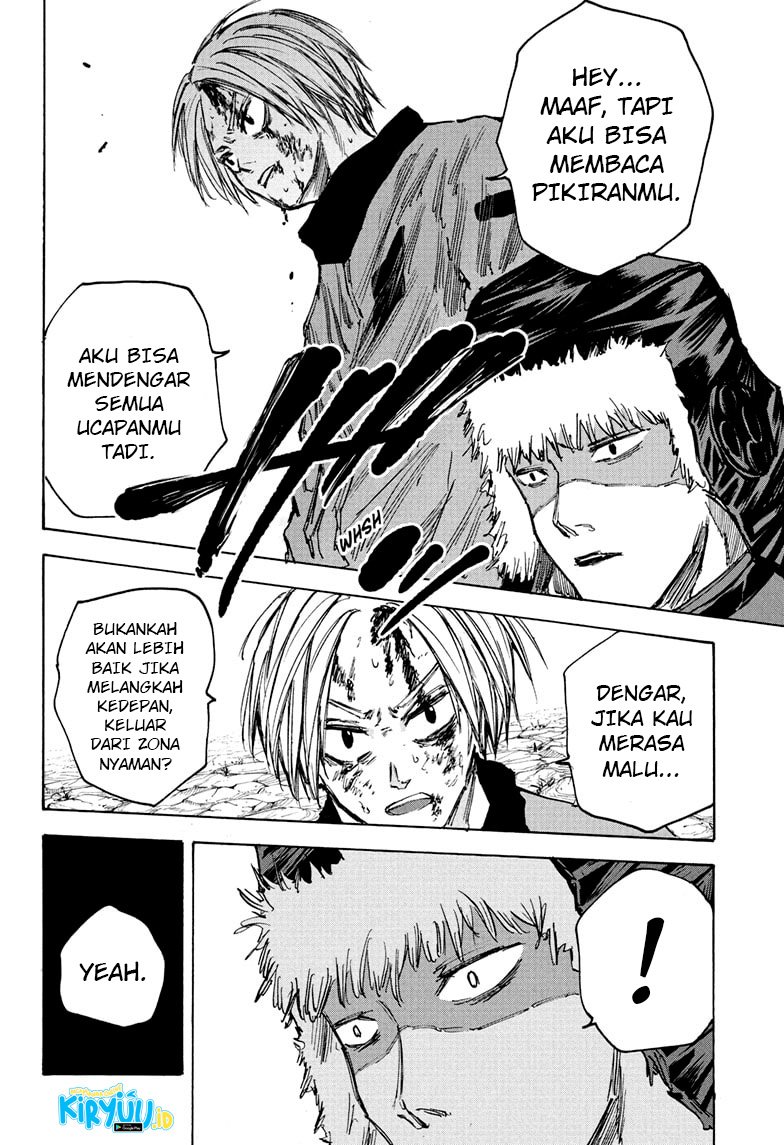 HEY...
MAAF, TAPI
AKU BISA
MEMBACA
PIKIRANMU.
AKU BISA
MENDENGAR
SEMUA
UCAPANMU
TADI.
WHSH
DENGAR,
JIKA KAU
MERASA
MALU...
BUKANKAH
AKAN LEBIH
BAIK JIKA
MELANGKAH
KEDEPAN,
KELUAR
DARI ZONA
NYAMAN?
!
YEAH.
KIRYUU.ID